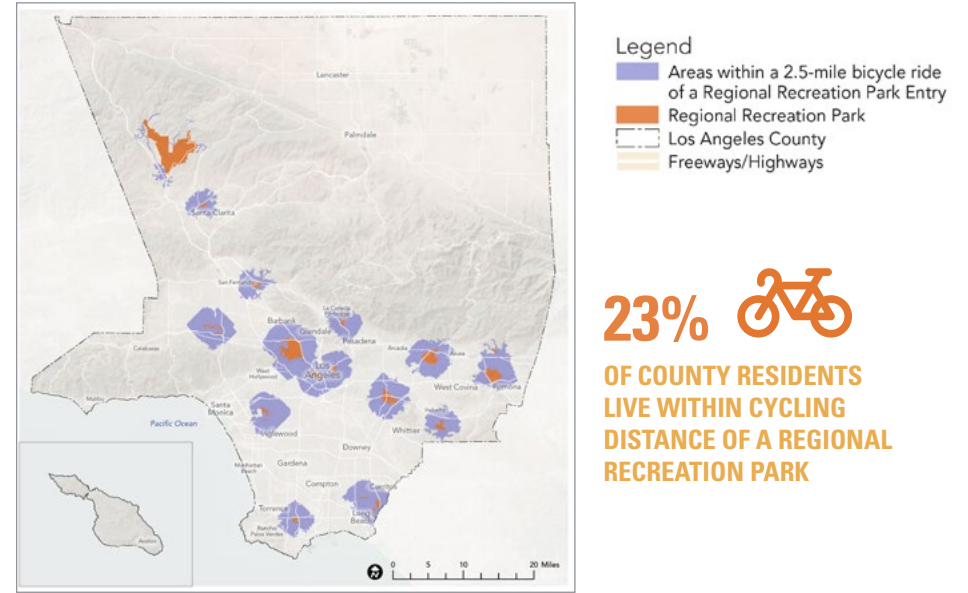 Lancaster
Palmdale
Santa Clarita
San Fernando
La Cañada
Burbank
Glendale
Pasadena
Calabasas
West
Hollywood
Los
Angeles
Arcadia
Azusa
West Covina
Pomona
Malibu
Santa
Monica
Pacific Ocean
Inglewood
Whittier
Downey
Manhattan
Beach
Gardena
Compton
Cerritos
Torrance
Long
Beach
Rancho
Palos Verdes
Avalon
N
0 5 10 20 Miles
Legend
Areas within a 2.5-mile bicycle ride
of a Regional Recreation Park Entry
Regional Recreation Park
Los Angeles County
Freeways/Highways
23%
OF COUNTY RESIDENTS
LIVE WITHIN CYCLING
DISTANCE OF A REGIONAL
RECREATION PARK